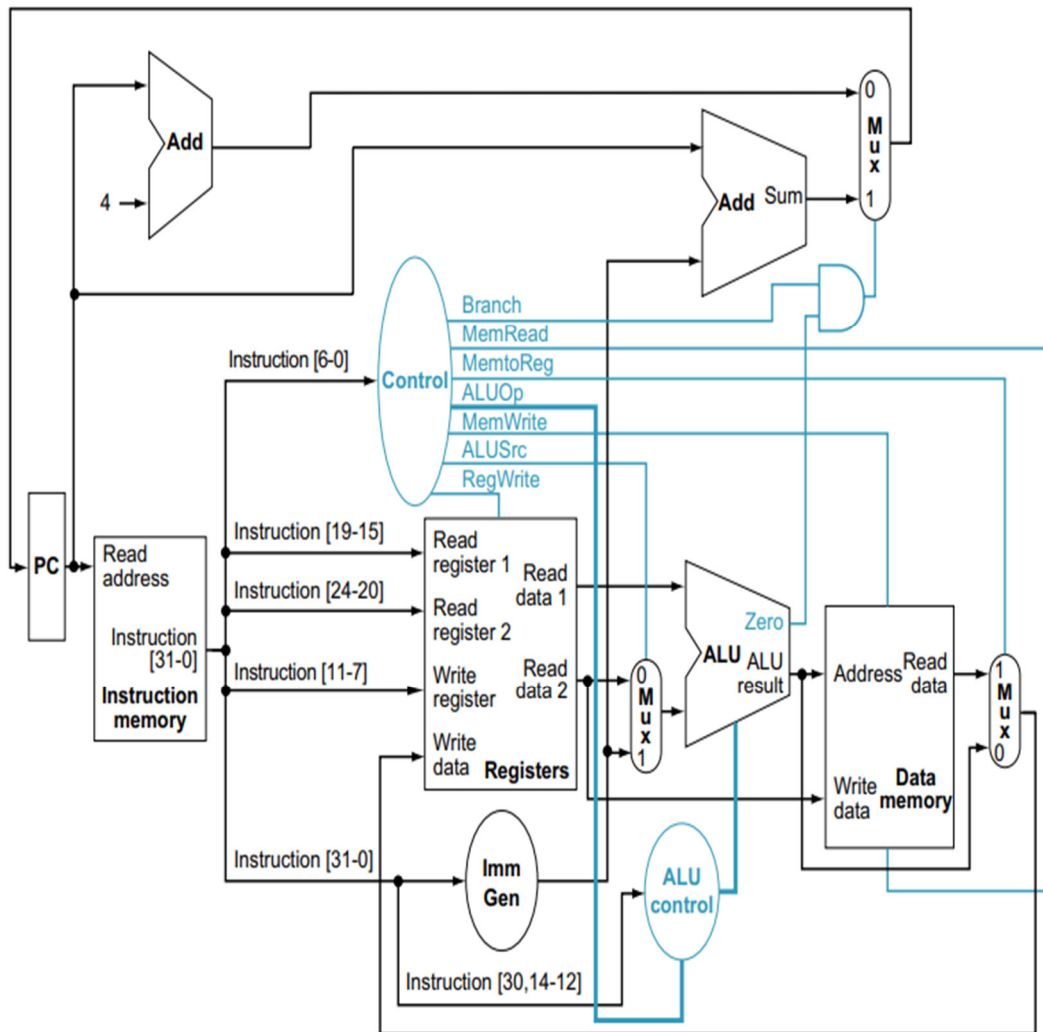 Add
4
Add
Sum
0
Mux
1
Branch
MemRead
MemtoReg
ALUOp
MemWrite
ALUSrc
RegWrite
Instruction [6-0]
Control
PC
Read
address
Instruction
[31-0]
Instruction
memory
Instruction [19-15]
Instruction [24-20]
Instruction [11-7]
Read
register 1
Read
register 2
Write
register
Write
data
Read
data 1
Read
data 2
Registers
0
Mux
1
Zero
ALU
ALU
result
Address
Read
data
Write
data
Data
memory
1
Mux
0
Instruction [31-0]
Imm
Gen
ALU
control
Instruction [30,14-12]